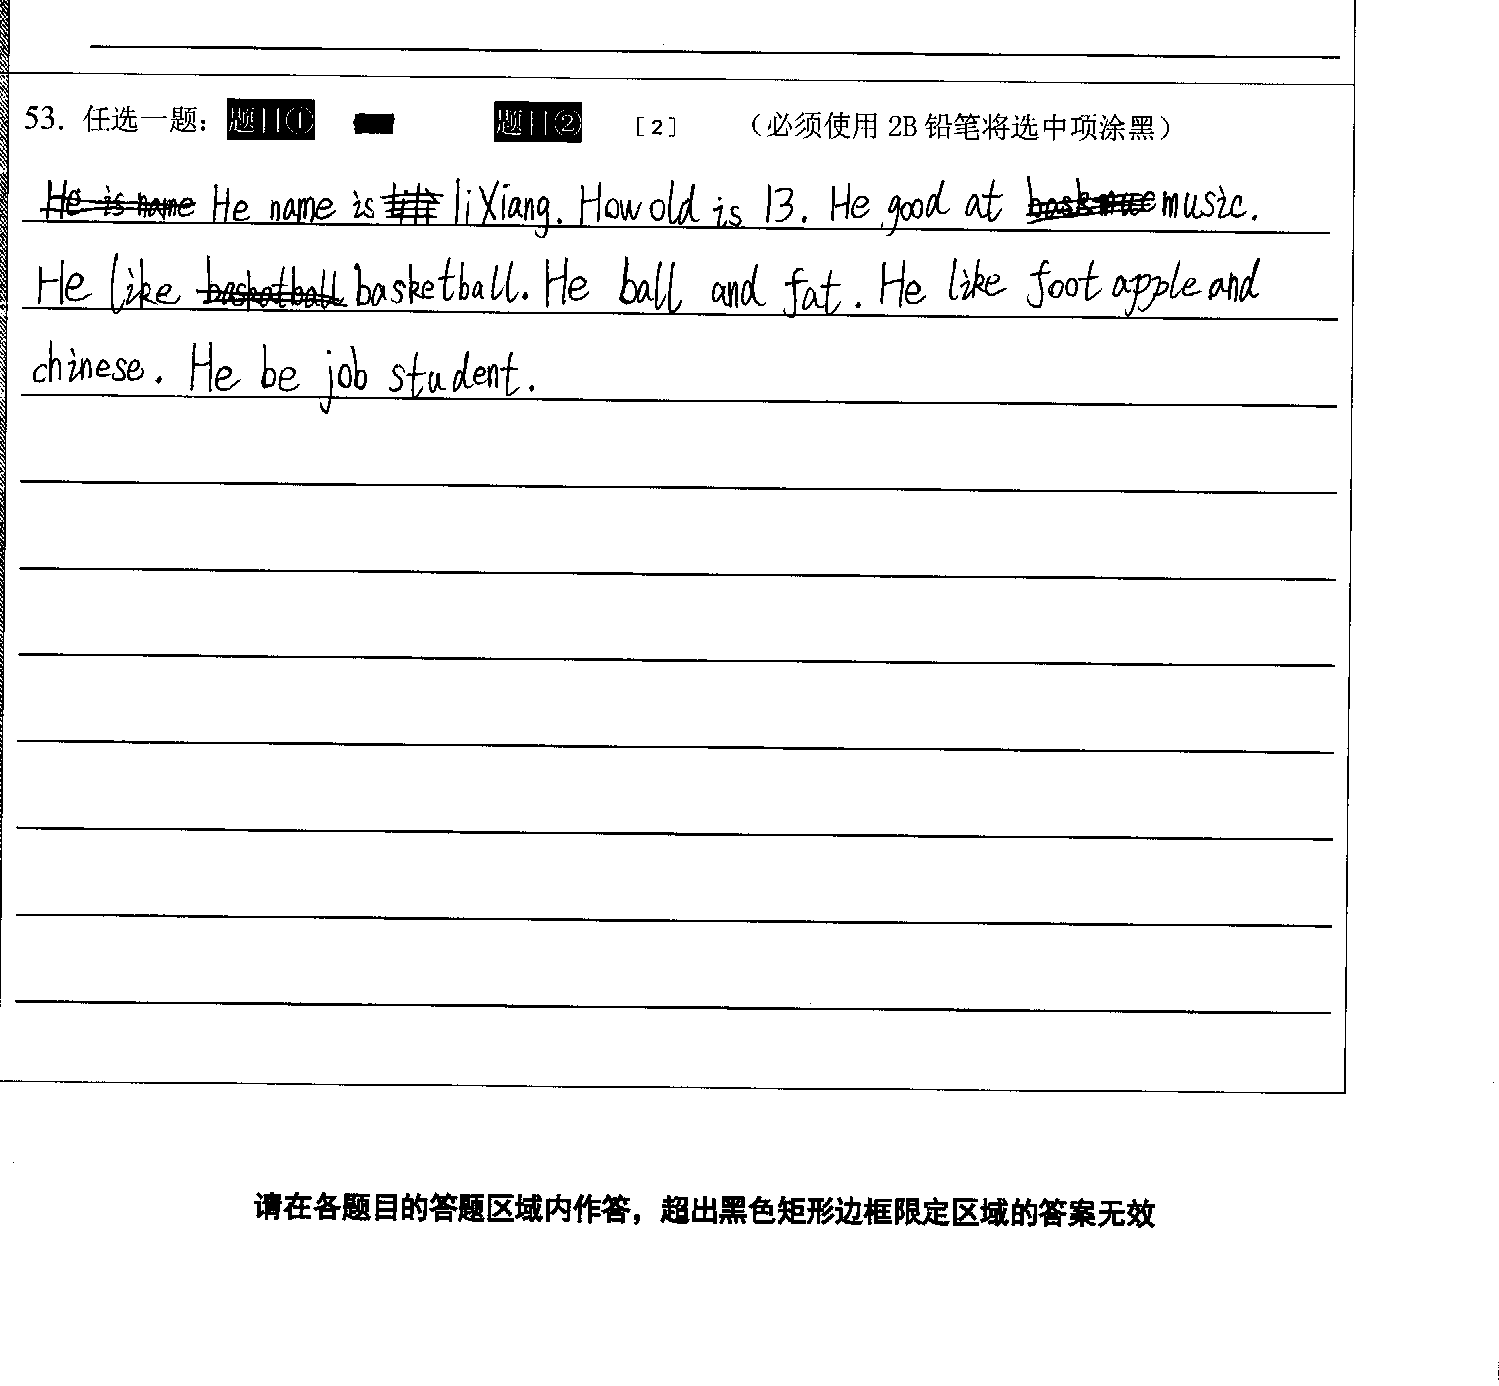 53. 任选一题： 题目① 题目② [2] （必须使用 2B 铅笔将选中项涂黑）
He is name He name is li Xiang. How old is 13. He good at music.
He like basketball basketball. He ball and fat. He like foot apple and
chinese. He be job student.
请在各题目的答题区域内作答，超出黑色矩形边框限定区域的答案无效